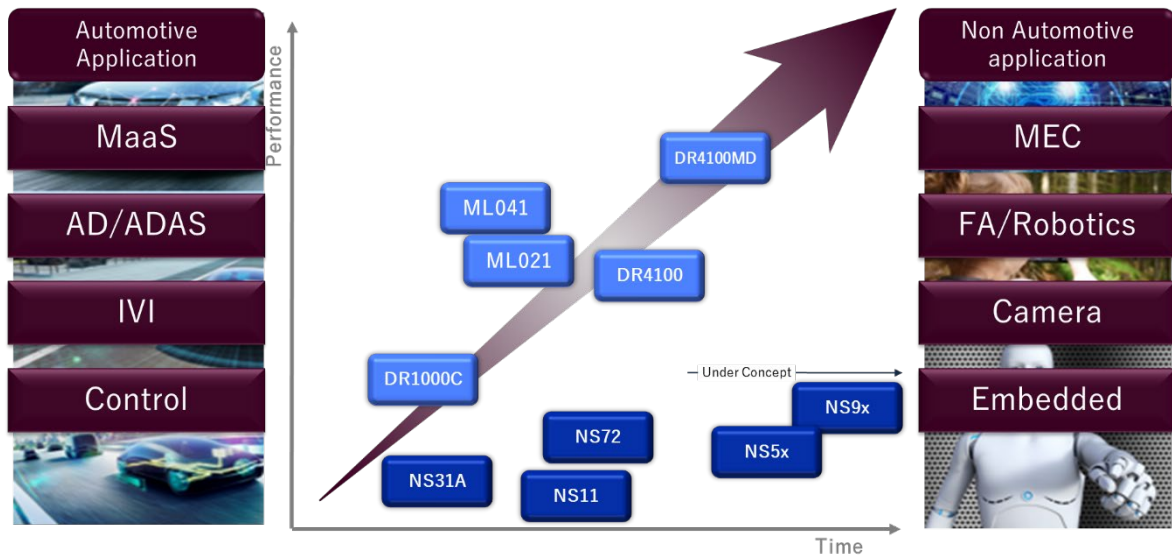 Automotive
Application
MaaS
AD/ADAS
IVI
Control
Performance
DR4100MD
ML041
ML021
DR4100
DR1000C
Under Concept
NS9x
NS72
NS5x
NS31A
NS11
Time
Non Automotive
application
MEC
FA/Robotics
Camera
Embedded